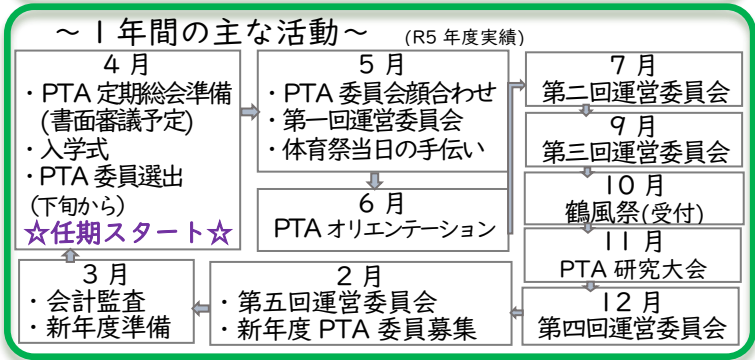 ～1年間の主な活動～ (R5 年度実績)
4 月
・PTA 定期総会準備
(書面審議予定)
・入学式
・PTA 委員選出
(下旬から)
☆任期スタート☆
5 月
・PTA 委員会顔合わせ
・第一回運営委員会
・体育祭当日の手伝い
6 月
PTA オリエンテーション
7 月
第二回運営委員会
9 月
第三回運営委員会
10 月
鶴風祭(受付)
11 月
PTA 研究大会
12 月
第四回運営委員会
2 月
・第五回運営委員会
・新年度 PTA 委員募集
3 月
・会計監査
・新年度準備